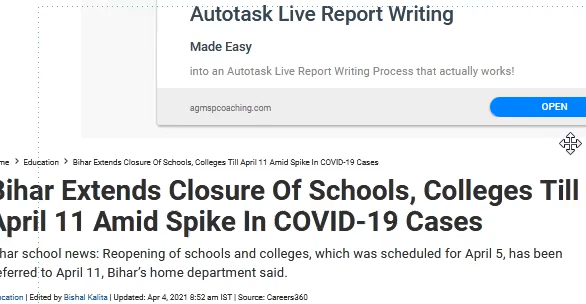 Autotask Live Report Writing
Made Easy
into an Autotask Live Report Writing Process that actually works!
agmspcoaching.com
OPEN
me > Education > Bihar Extends Closure Of Schools, Colleges Till April 11 Amid Spike In COVID-19 Cases
Bihar Extends Closure Of Schools, Colleges Till
April 11 Amid Spike In COVID-19 Cases
har school news: Reopening of schools and colleges, which was scheduled for April 5, has been
eferred to April 11, Bihar's home department said.
cation | Edited by Bishal Kalita | Updated: Apr 4, 2021 8:52 am IST | Source: Careers360